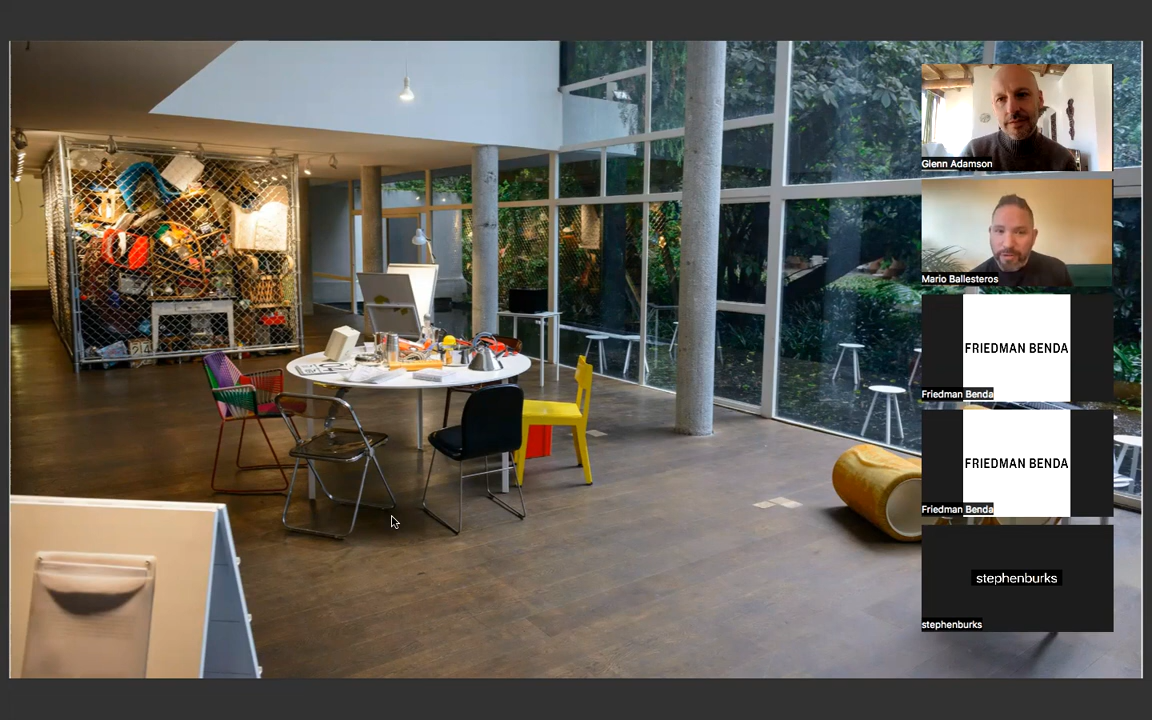 Glenn Adamson
Mario Ballesteros
FRIEDMAN BENDA
Friedman Benda
FRIEDMAN BENDA
Friedman Benda
stephenburks
stephenburks